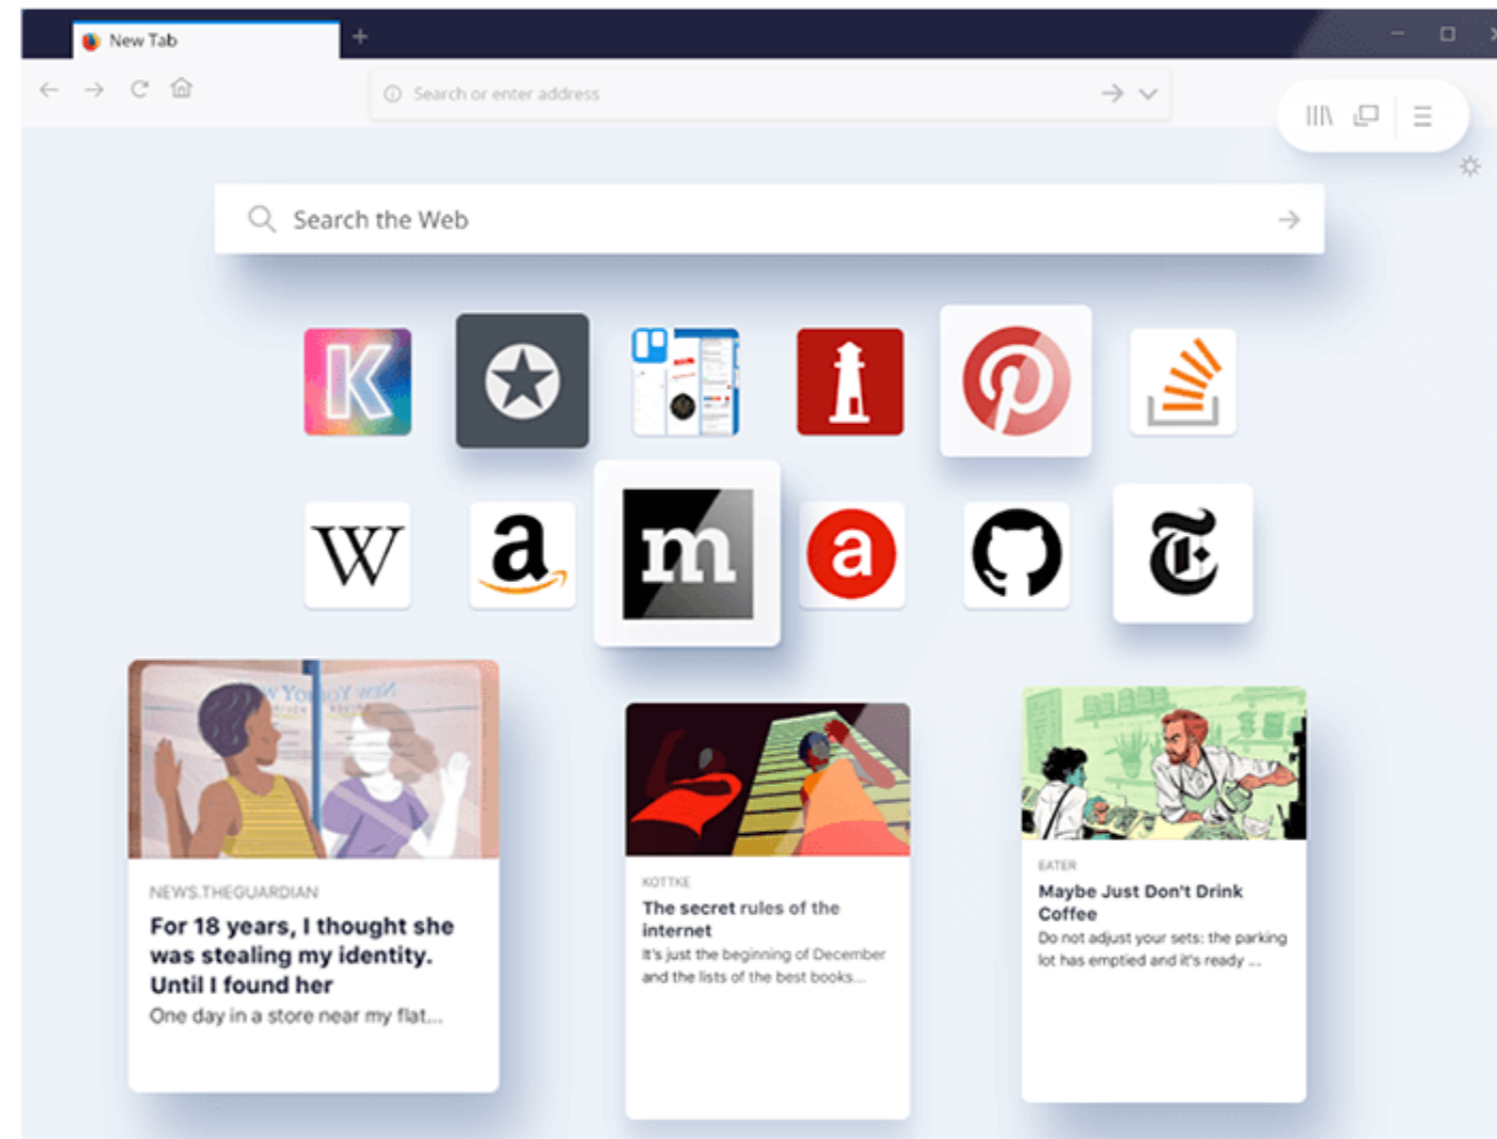 New Tab
Search or enter address
Search the Web
K
W
a
m
a
T
NEWS.THEGUARDIAN
For 18 years, I thought she
was stealing my identity.
Until I found her
One day in a store near my flat...
KOTTKE
The secret rules of the
internet
It's just the beginning of December
and the lists of the best books...
EATER
Maybe Just Don't Drink
Coffee
Do not adjust your sets: the parking
lot has emptied and it's ready ...